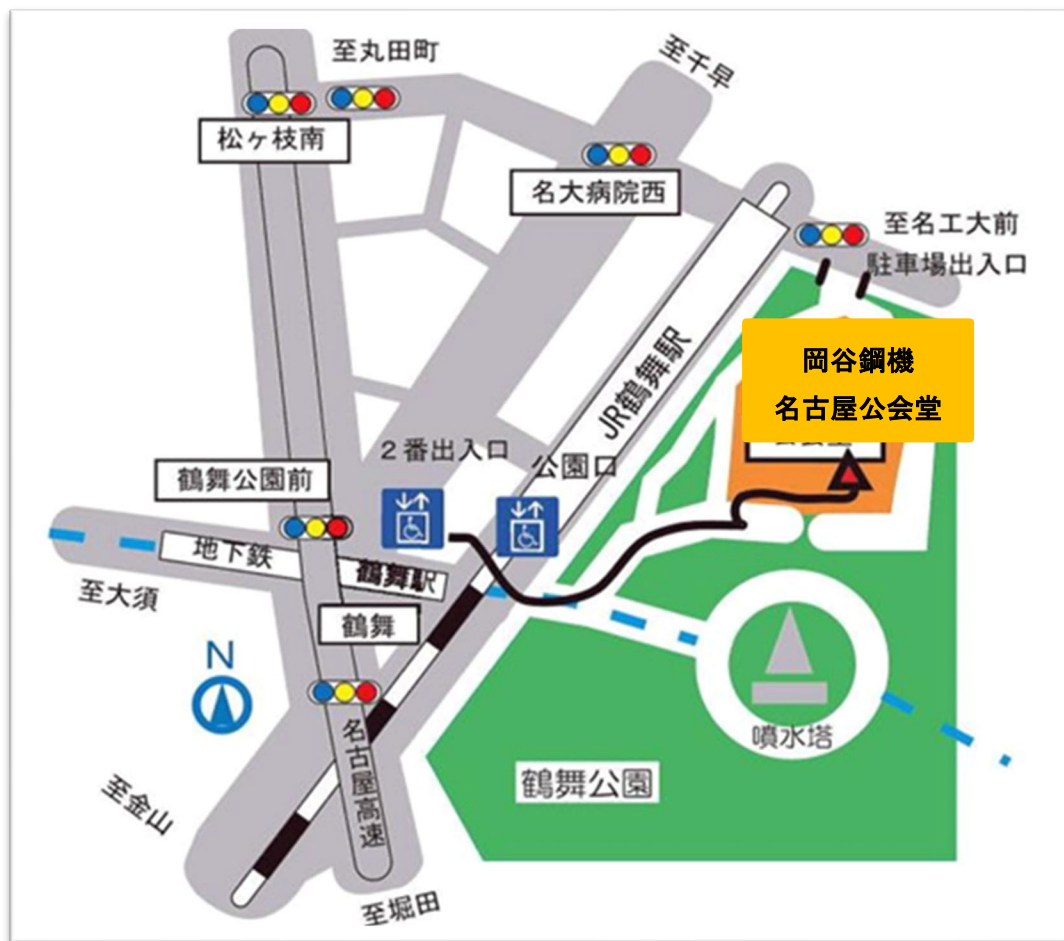 至丸田町
至千早
松ヶ枝南
名大病院西
至名工大前
駐車場出入口
岡谷鋼機
名古屋公会堂
JR鶴舞駅
2番出入口
公園口
鶴舞公園前
地下鉄
鶴舞駅
至大須
鶴舞
N
噴水塔
名古屋高速
鶴舞公園
至金山
至堀田